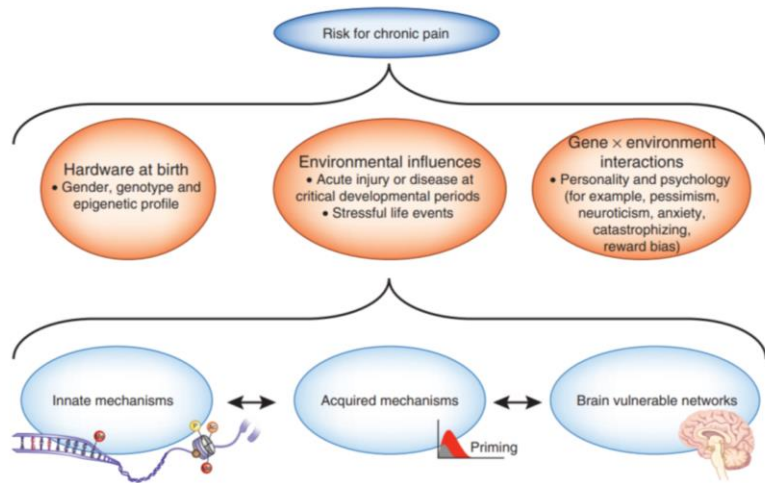 Risk for chronic pain
Hardware at birth
• Gender, genotype and
epigenetic profile
Environmental influences
• Acute injury or disease at
critical developmental periods
• Stressful life events
Gene × environment
interactions
• Personality and psychology
(for example, pessimism,
neuroticism, anxiety,
catastrophizing,
reward bias)
Innate mechanisms
Acquired mechanisms
Priming
Brain vulnerable networks